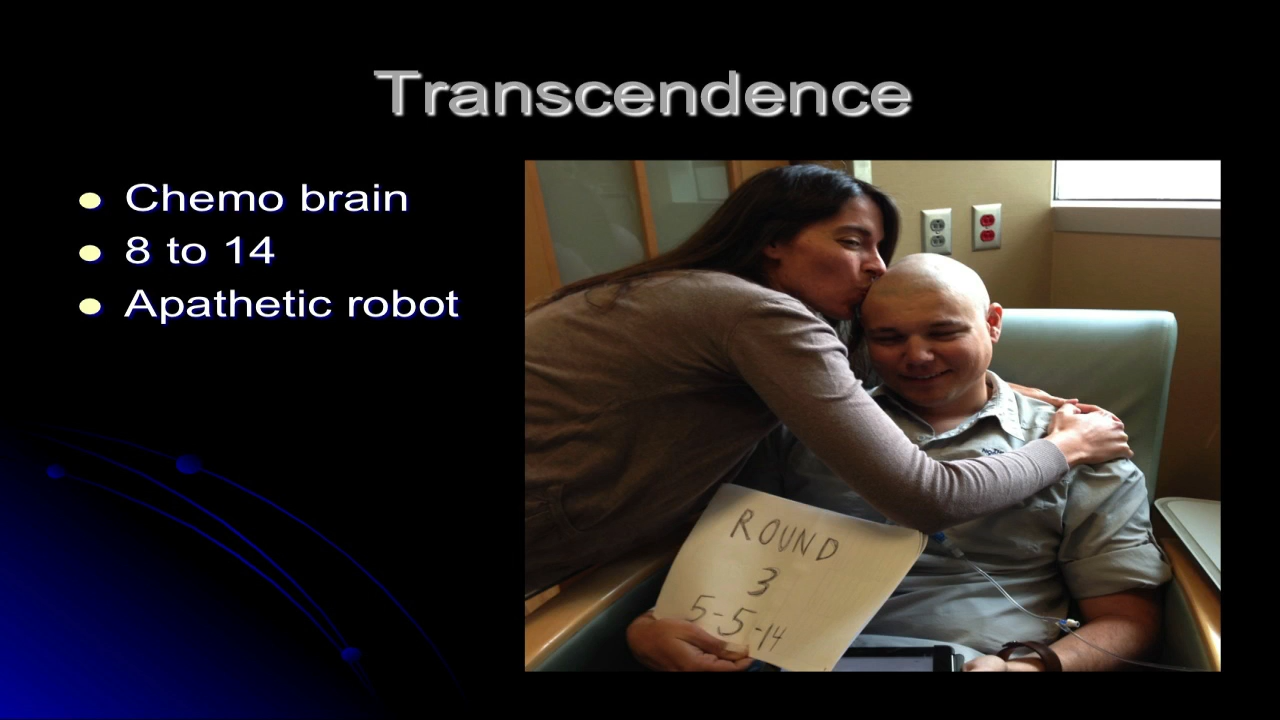 Transcendence
Chemo brain
8 to 14
Apathetic robot
ROUND
3
5-5-14